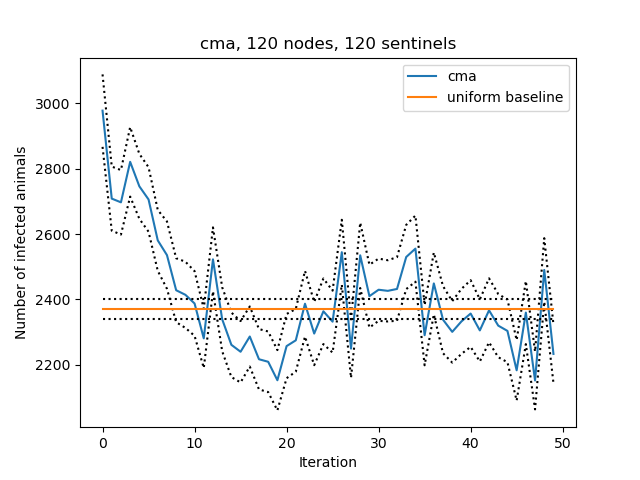 cma, 120 nodes, 120 sentinels
cma
uniform baseline
Number of infected animals
3000
2800
2600
2400
2200
0 10 20 30 40 50
Iteration